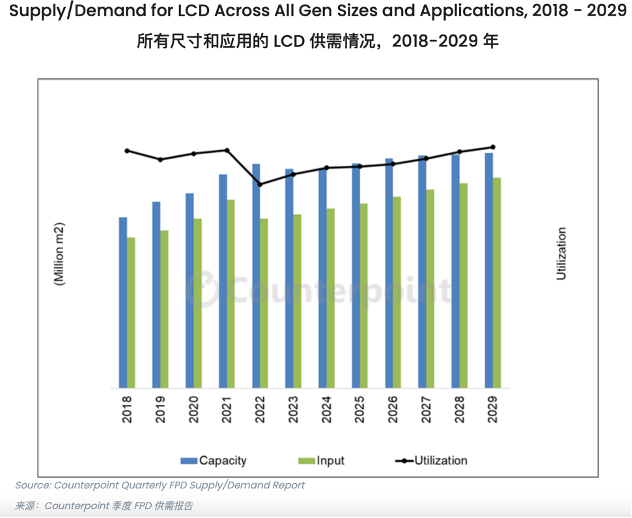 Supply/Demand for LCD Across All Gen Sizes and Applications, 2018 - 2029
所有尺寸和应用的 LCD 供需情况，2018-2029 年
(Million m2)
Utilization
Counterpoint
2018 2019 2020 2021 2022 2023 2024 2025 2026 2027 2028 2029
Capacity Input Utilization
Source: Counterpoint Quarterly FPD Supply/Demand Report
来源：Counterpoint 季度 FPD 供需报告